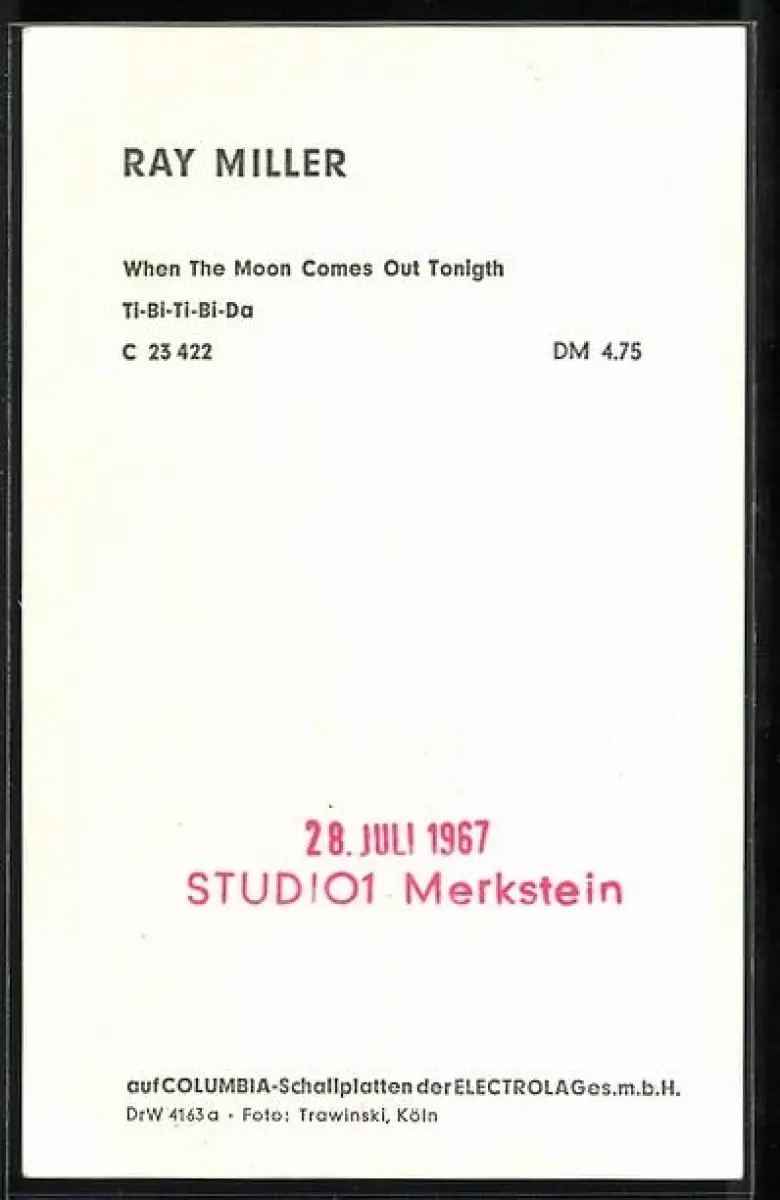 RAY MILLER
When The Moon Comes Out Tonigth
Ti-Bi-Ti-Bi-Da
C 23 422 DM 4.75
28. JULI 1967
STUDIO1 Merkstein
auf COLUMBIA-Schallplatten der ELECTROLA Ges.m.b.H.
DrW 4163 a · Foto: Trawinski, Köln